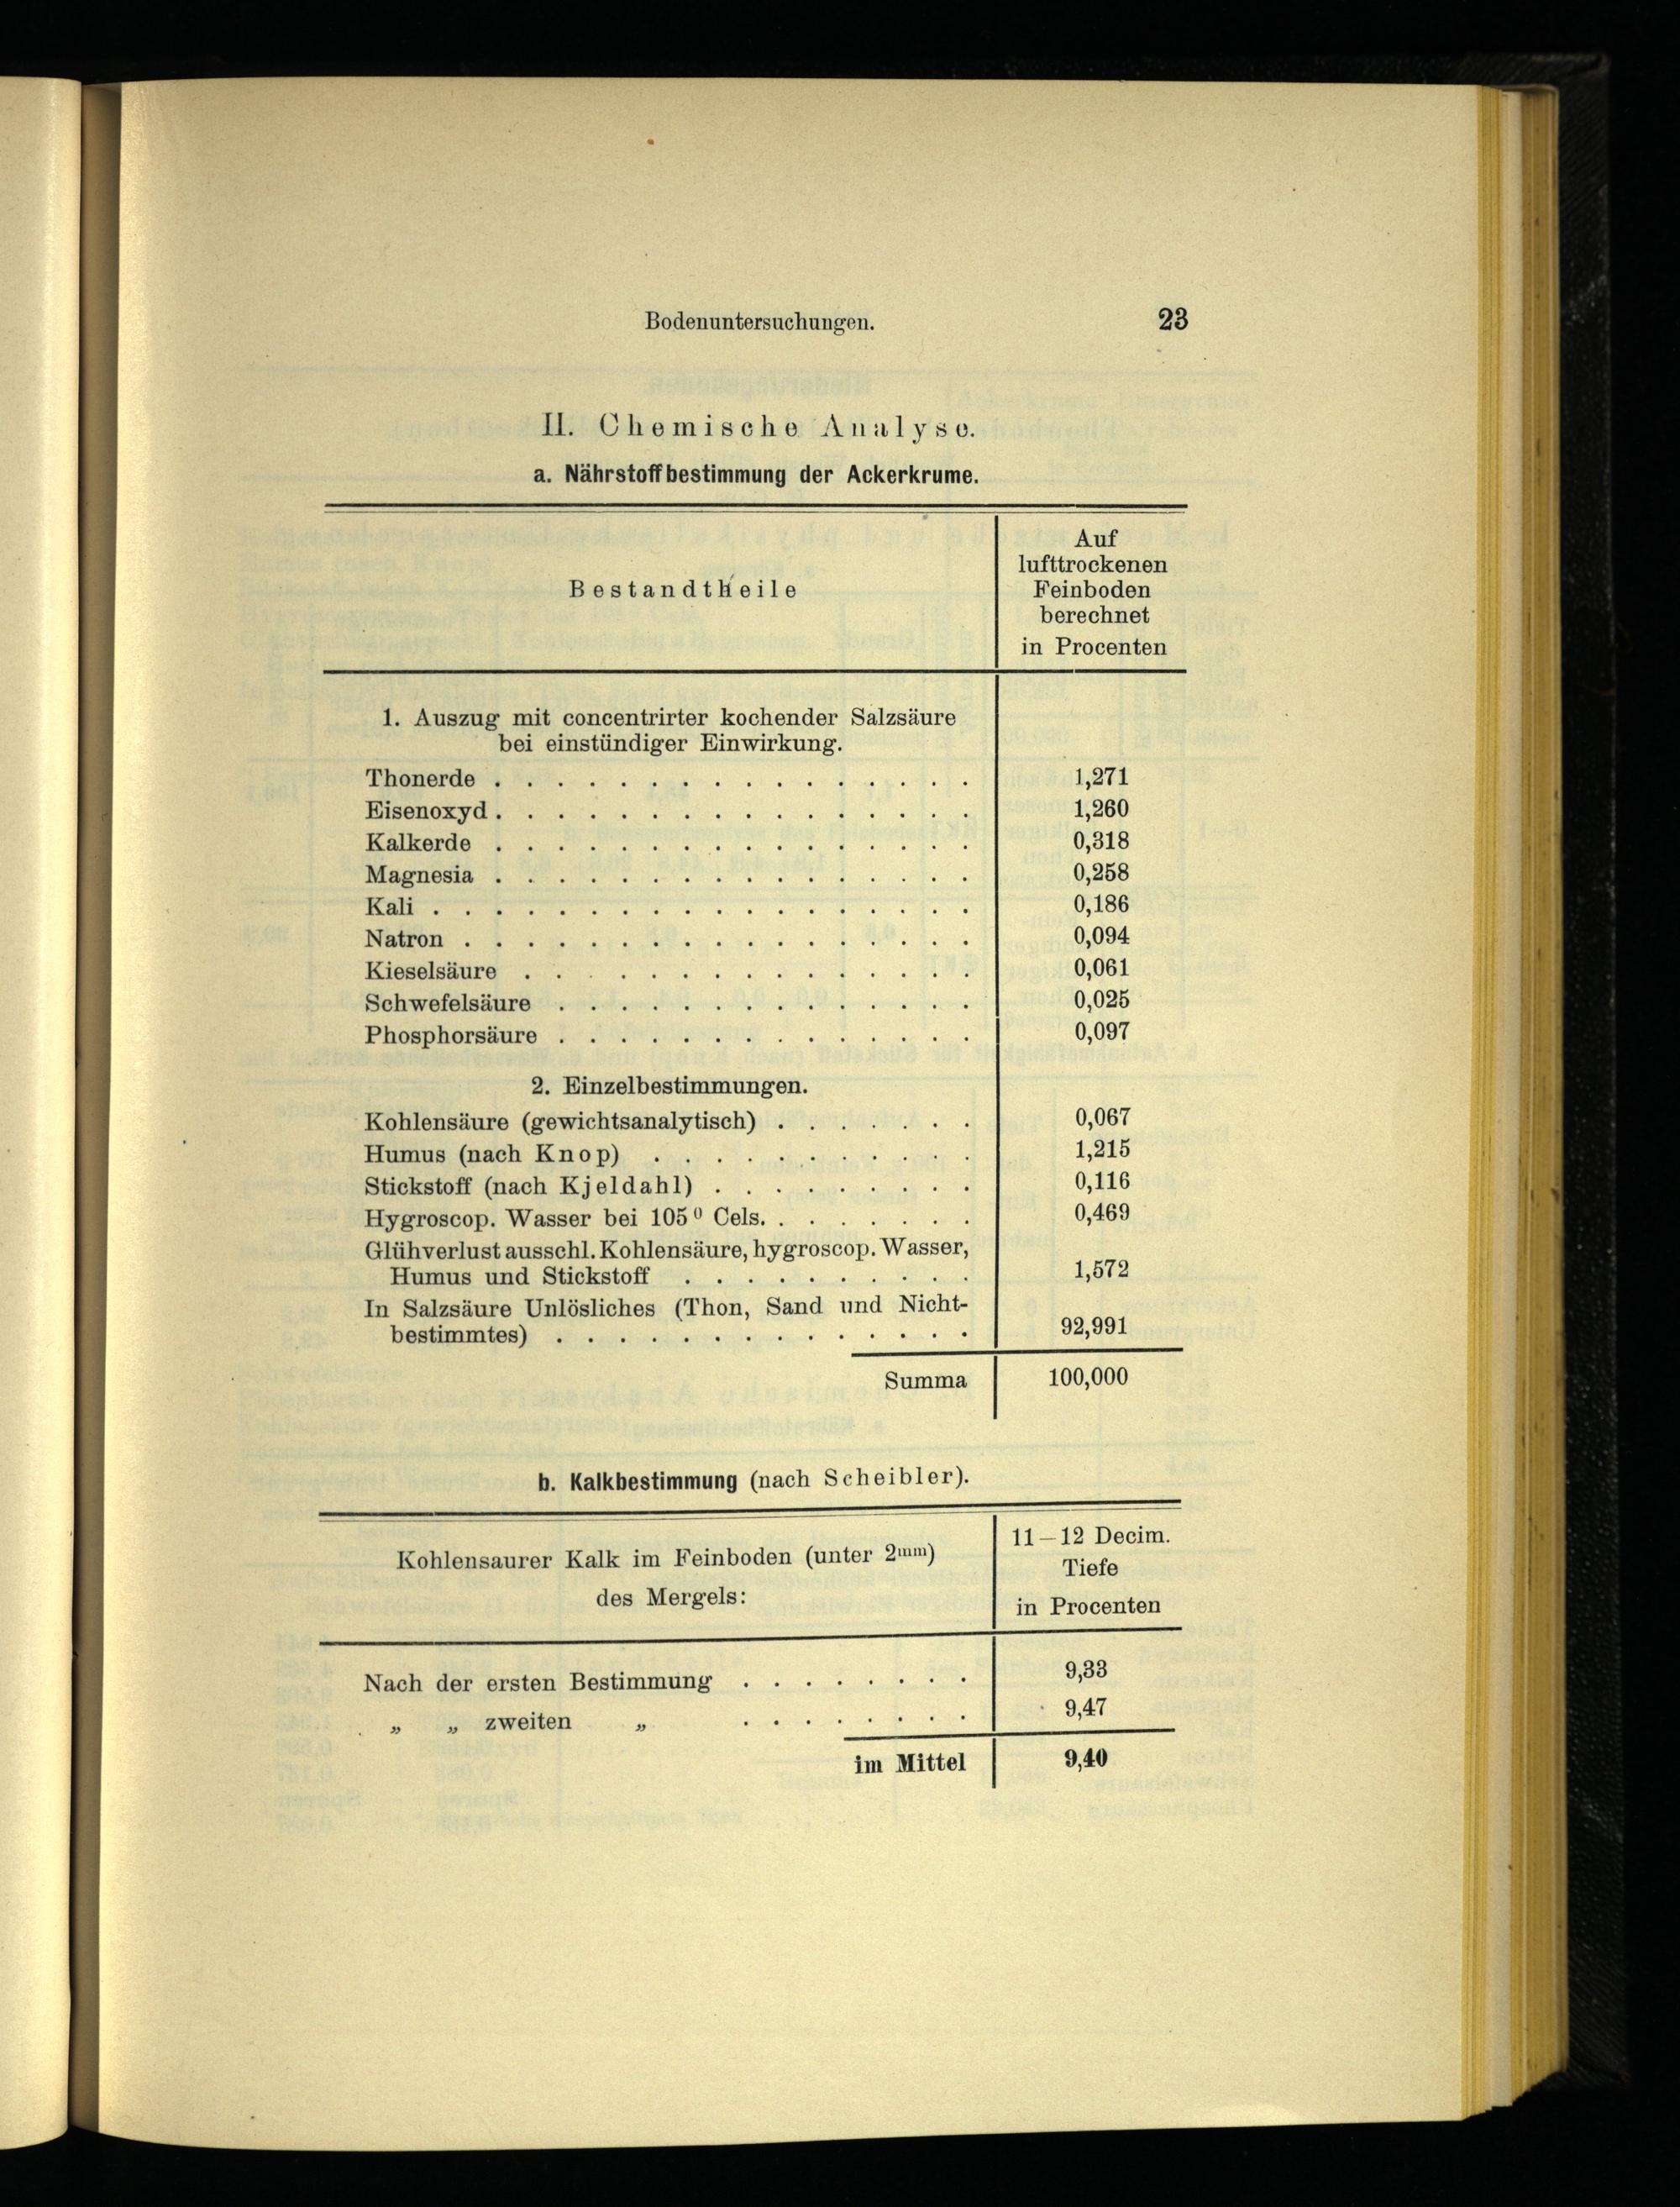 Bodenuntersuchungen. 23
II. Chemische Analyse.
a. Nährstoffbestimmung der Ackerkrume.
Bestandtheile
Auf
lufttrockenen
Feinboden
berechnet
in Procenten
1. Auszug mit concentrirter kochender Salzsäure
bei einstündiger Einwirkung.
Thonerde . . . . . . . . . . . . . . . . 1,271
Eisenoxyd . . . . . . . . . . . . . . . . 1,260
Kalkerde . . . . . . . . . . . . . . . . 0,318
Magnesia . . . . . . . . . . . . . . . . 0,258
Kali . . . . . . . . . . . . . . . . . . 0,186
Natron . . . . . . . . . . . . . . . . . 0,094
Kieselsäure . . . . . . . . . . . . . . . 0,061
Schwefelsäure . . . . . . . . . . . . . . 0,025
Phosphorsäure . . . . . . . . . . . . . . 0,097
2. Einzelbestimmungen.
Kohlensäure (gewichtsanalytisch) . . . . . . . 0,067
Humus (nach Knop) . . . . . . . . . . . 1,215
Stickstoff (nach Kjeldahl) . . . . . . . . . 0,116
Hygroscop. Wasser bei 105⁰ Cels. . . . . . . . 0,469
Glühverlust ausschl. Kohlensäure, hygroscop. Wasser,
Humus und Stickstoff . . . . . . . . . . 1,572
In Salzsäure Unlösliches (Thon, Sand und Nicht-
bestimmtes) . . . . . . . . . . . . . . 92,991
Summa 100,000
b. Kalkbestimmung (nach Scheibler).
Kohlensaurer Kalk im Feinboden (unter 2mm)
des Mergels:
11—12 Decim.
Tiefe
in Procenten
Nach der ersten Bestimmung . . . . . . . . 9,33
„ „ zweiten „ . . . . . . . . 9,47
im Mittel 9,40